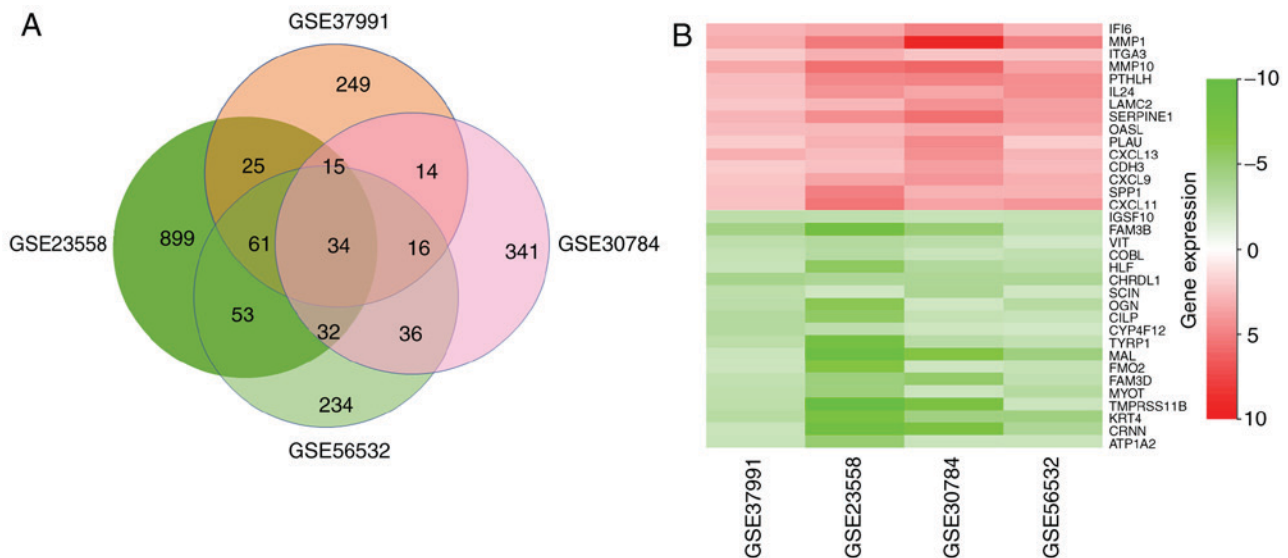 A
GSE37991
249
25
15
14
GSE23558
899
61
34
16
341
GSE30784
53
32
36
234
GSE56532
B
IFI6
MMP1
ITGA3
MMP10
PTHLH
IL24
LAMC2
SERPINE1
OASL
PLAU
CXCL13
CDH3
CXCL9
SPP1
CXCL11
IGSF10
FAM3B
VIT
COBL
HLF
CHRDL1
SCIN
OGN
CILP
CYP4F12
TYRP1
MAL
FMO2
FAM3D
MYOT
TMPRSS11B
KRT4
CRNN
ATP1A2
GSE37991
GSE23558
GSE30784
GSE56532
Gene expression
−10
−5
0
5
10